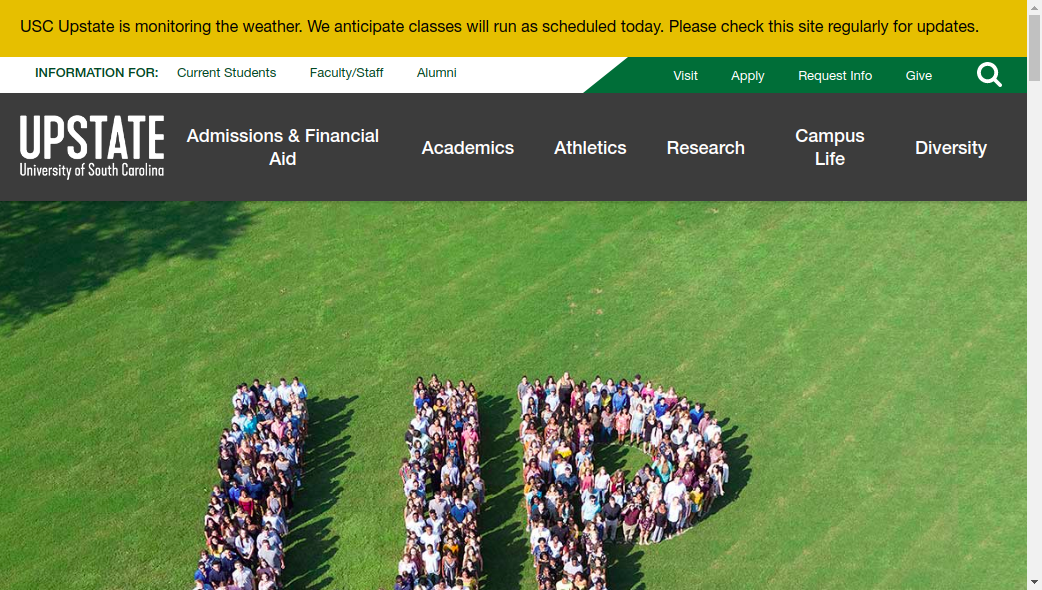 USC Upstate is monitoring the weather. We anticipate classes will run as scheduled today. Please check this site regularly for updates.
INFORMATION FOR: Current Students Faculty/Staff Alumni
Visit Apply Request Info Give
UPSTATE
University of South Carolina
Admissions & Financial
Aid
Academics
Athletics
Research
Campus
Life
Diversity
UP